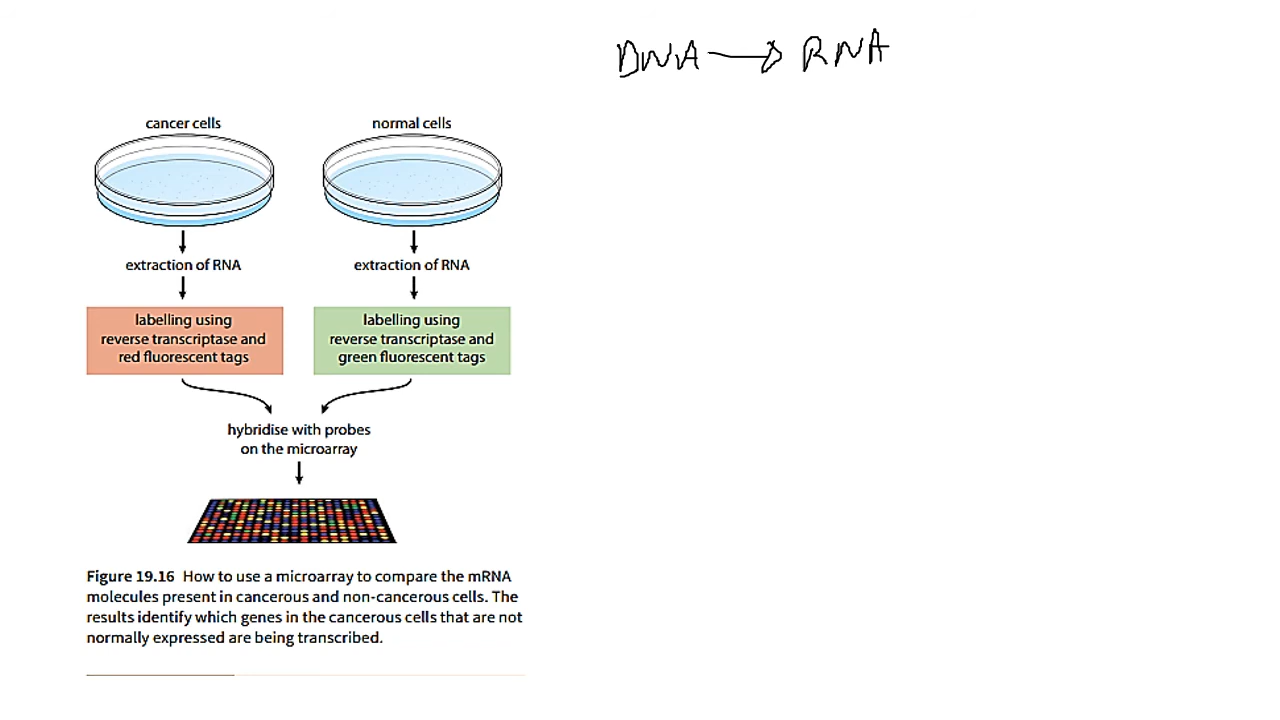 DNA → RNA
cancer cells
normal cells
extraction of RNA
extraction of RNA
labelling using
reverse transcriptase and
red fluorescent tags
labelling using
reverse transcriptase and
green fluorescent tags
hybridise with probes
on the microarray
Figure 19.16 How to use a microarray to compare the mRNA
molecules present in cancerous and non-cancerous cells. The
results identify which genes in the cancerous cells that are not
normally expressed are being transcribed.